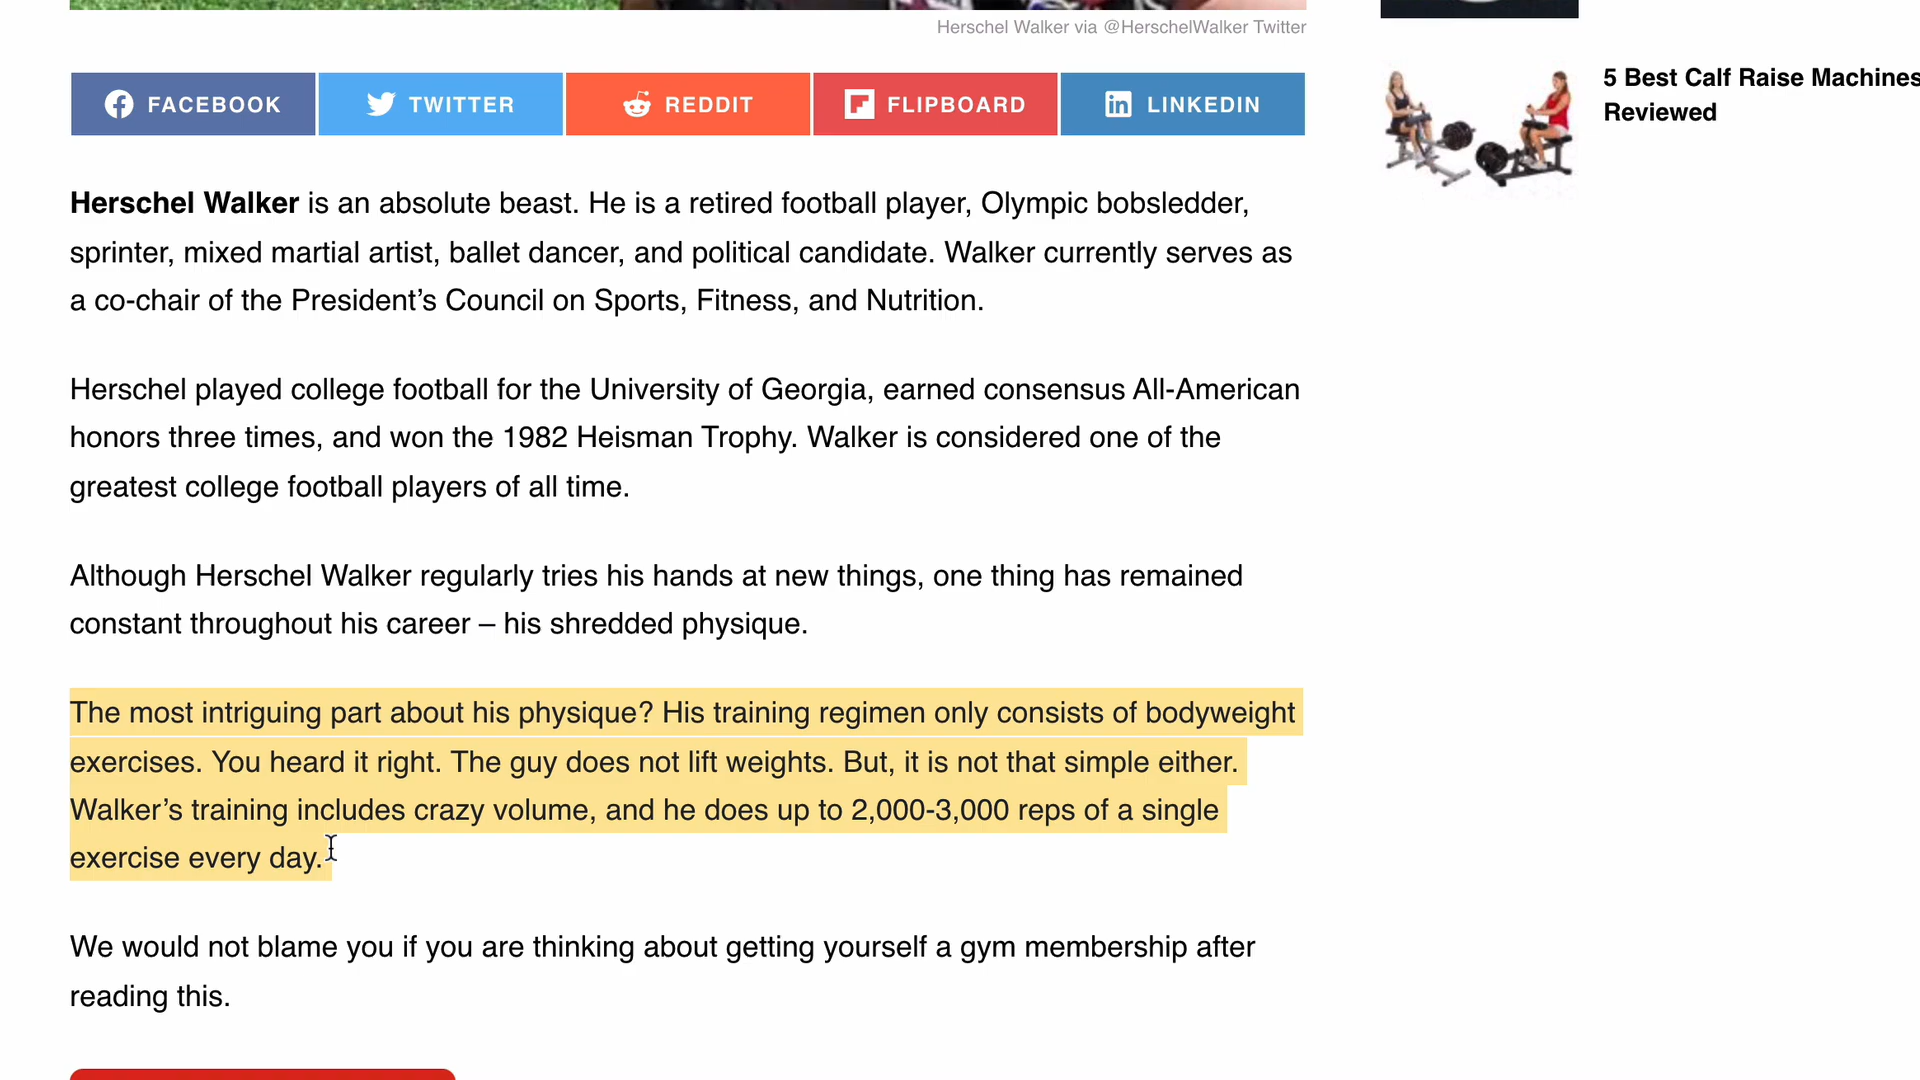 Herschel Walker via @HerschelWalker Twitter
FACEBOOK
TWITTER
REDDIT
FLIPBOARD
LINKEDIN
5 Best Calf Raise Machines
Reviewed
Herschel Walker is an absolute beast. He is a retired football player, Olympic bobsledder,
sprinter, mixed martial artist, ballet dancer, and political candidate. Walker currently serves as
a co-chair of the President’s Council on Sports, Fitness, and Nutrition.
Herschel played college football for the University of Georgia, earned consensus All-American
honors three times, and won the 1982 Heisman Trophy. Walker is considered one of the
greatest college football players of all time.
Although Herschel Walker regularly tries his hands at new things, one thing has remained
constant throughout his career – his shredded physique.
The most intriguing part about his physique? His training regimen only consists of bodyweight
exercises. You heard it right. The guy does not lift weights. But, it is not that simple either.
Walker’s training includes crazy volume, and he does up to 2,000-3,000 reps of a single
exercise every day.
We would not blame you if you are thinking about getting yourself a gym membership after
reading this.